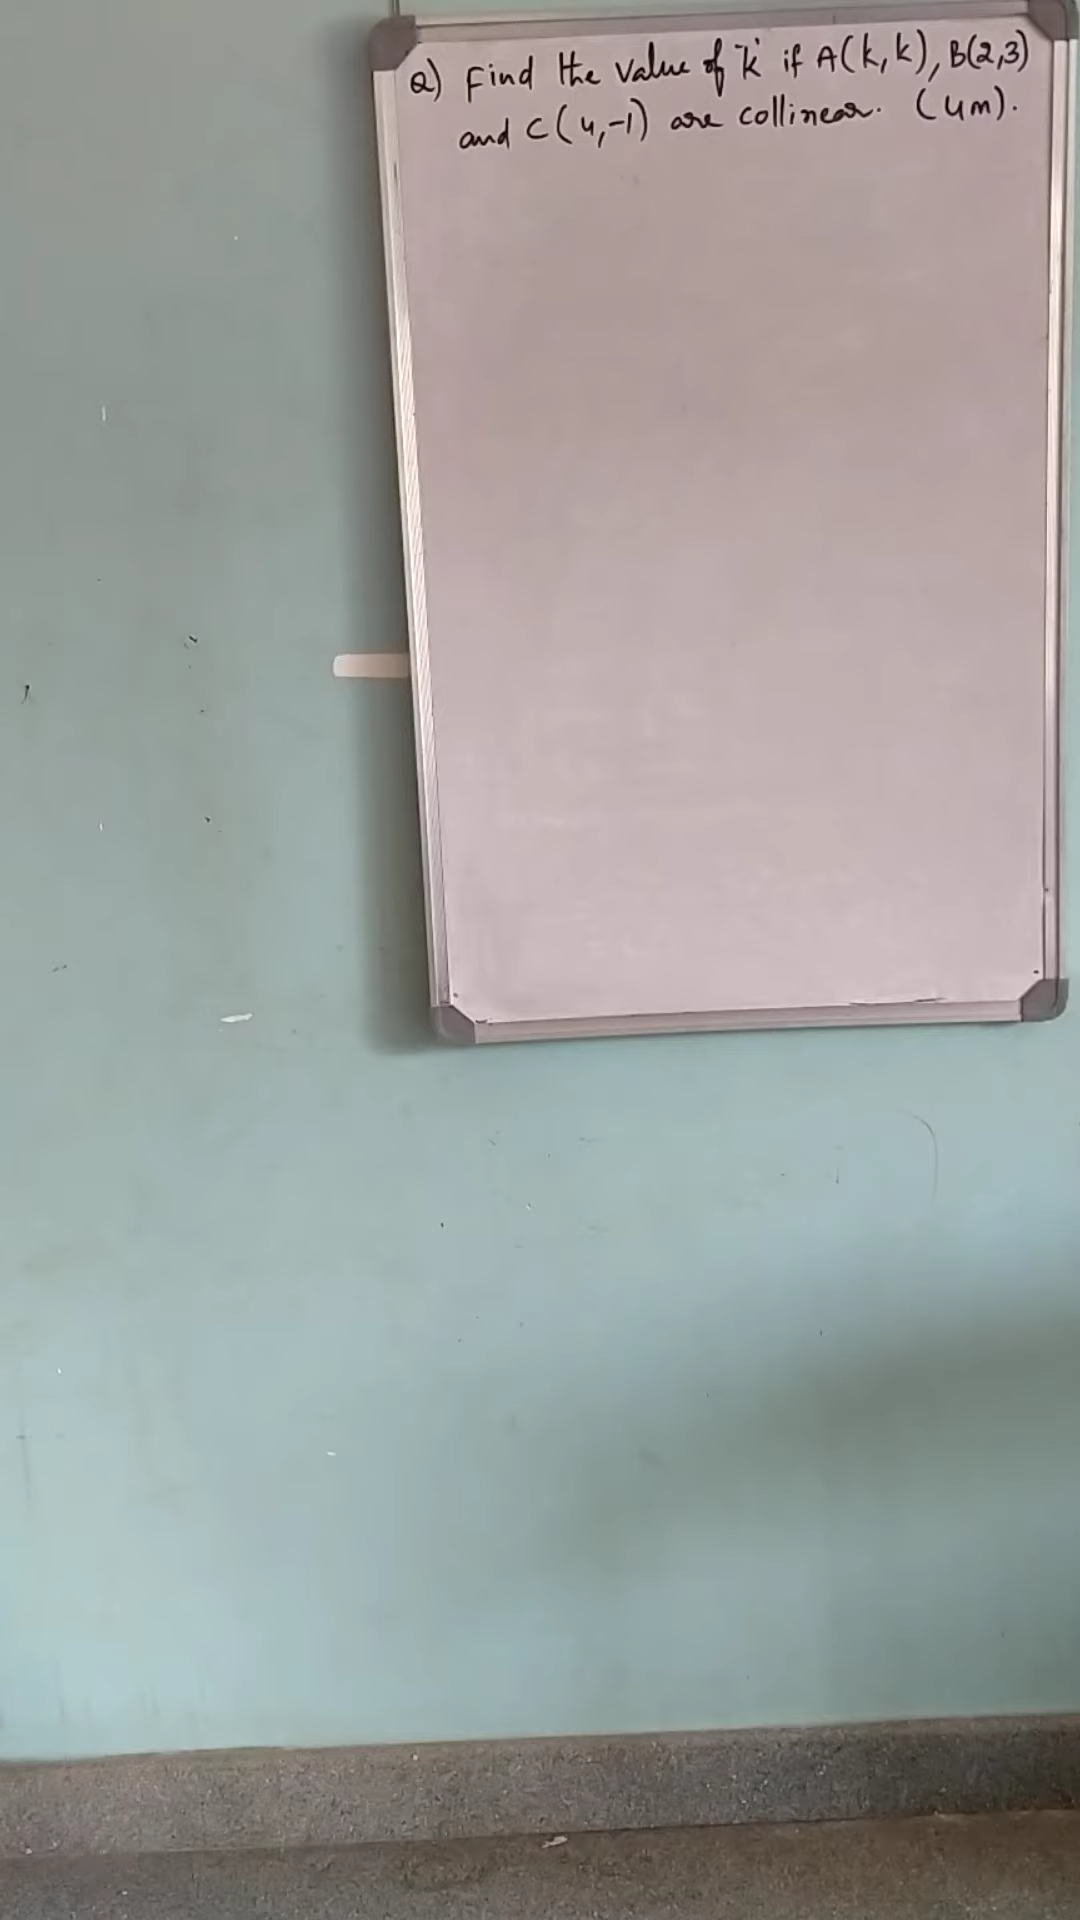 Q) Find the value of 'k' if A(k,k), B(2,3)
and C(4,-1) are collinear. (4m).